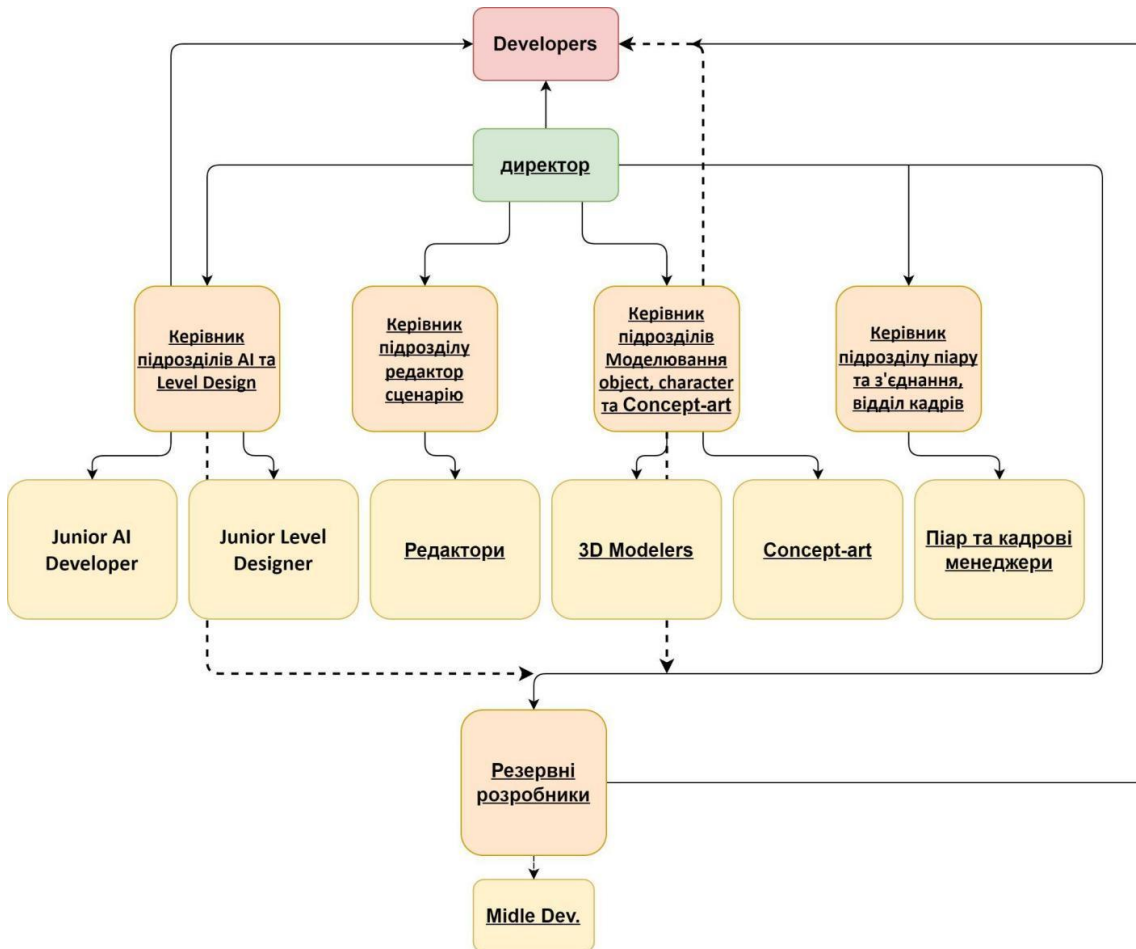 Developers
директор
Керівник
підрозділів AI та
Level Design
Керівник
підрозділу
редактор
сценарію
Керівник
підрозділів
Моделювання
object, character
та Concept-art
Керівник
підрозділу піару
та з'єднання,
відділ кадрів
Junior AI
Developer
Junior Level
Designer
Редактори
3D Modelers
Concept-art
Піар та кадрові
менеджери
Резервні
розробники
Midle Dev.